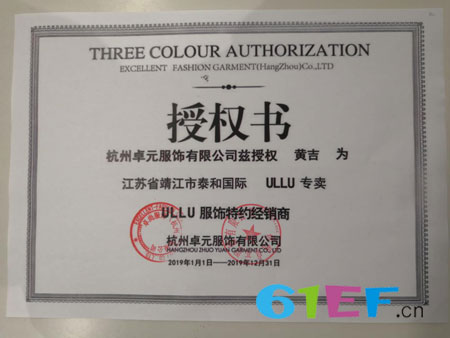 THREE COLOUR AUTHORIZATION
EXCELLENT FASHION GARMENT(HangZhou)Co.,LTD
授权书
杭州卓元服饰有限公司兹授权 黄吉 为
江苏省靖江市泰和国际 ULLU 专卖
ULLU 服饰特约经销商
杭州卓元服饰有限公司
HANGZHOU ZHUO YUAN GARMENT CO., LTD
2019年1月1日——2019年12月31日
61EF.cn